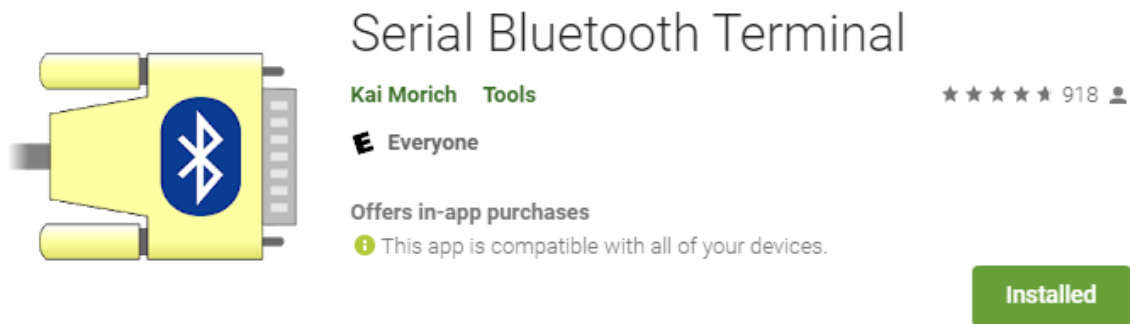 Serial Bluetooth Terminal
Kai Morich Tools
918
Everyone
Offers in-app purchases
This app is compatible with all of your devices.
Installed